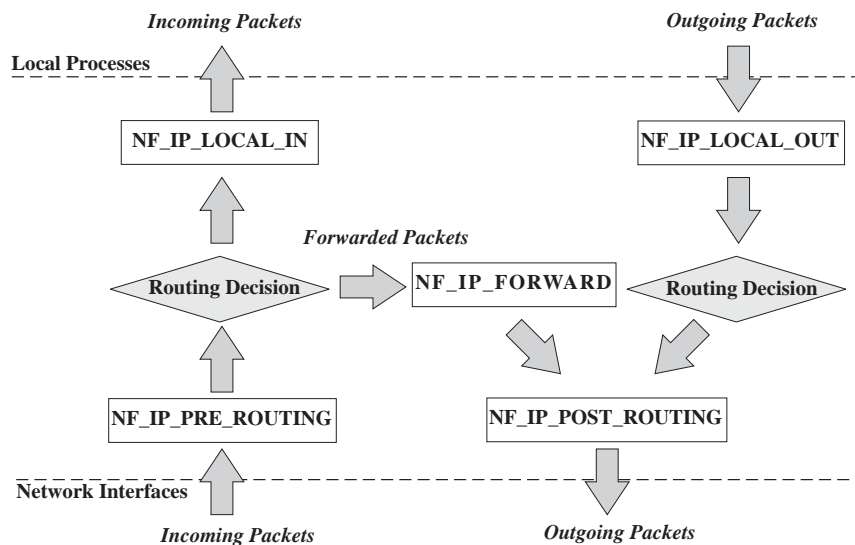 Incoming Packets
Outgoing Packets
Local Processes
NF_IP_LOCAL_IN
NF_IP_LOCAL_OUT
Forwarded Packets
Routing Decision
NF_IP_FORWARD
Routing Decision
NF_IP_PRE_ROUTING
NF_IP_POST_ROUTING
Network Interfaces
Incoming Packets
Outgoing Packets